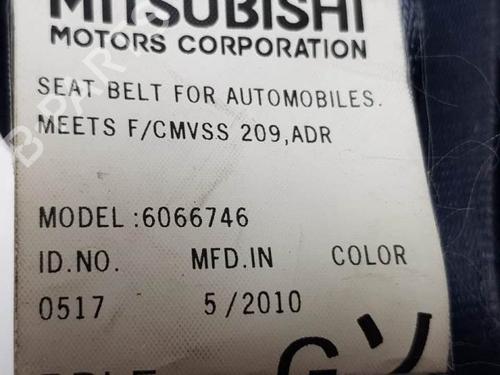 MITSUBISHI
MOTORS CORPORATION
SEAT BELT FOR AUTOMOBILES.
MEETS F/CMVSS 209,ADR
MODEL :6066746
ID.NO. MFD.IN COLOR
0517 5/2010